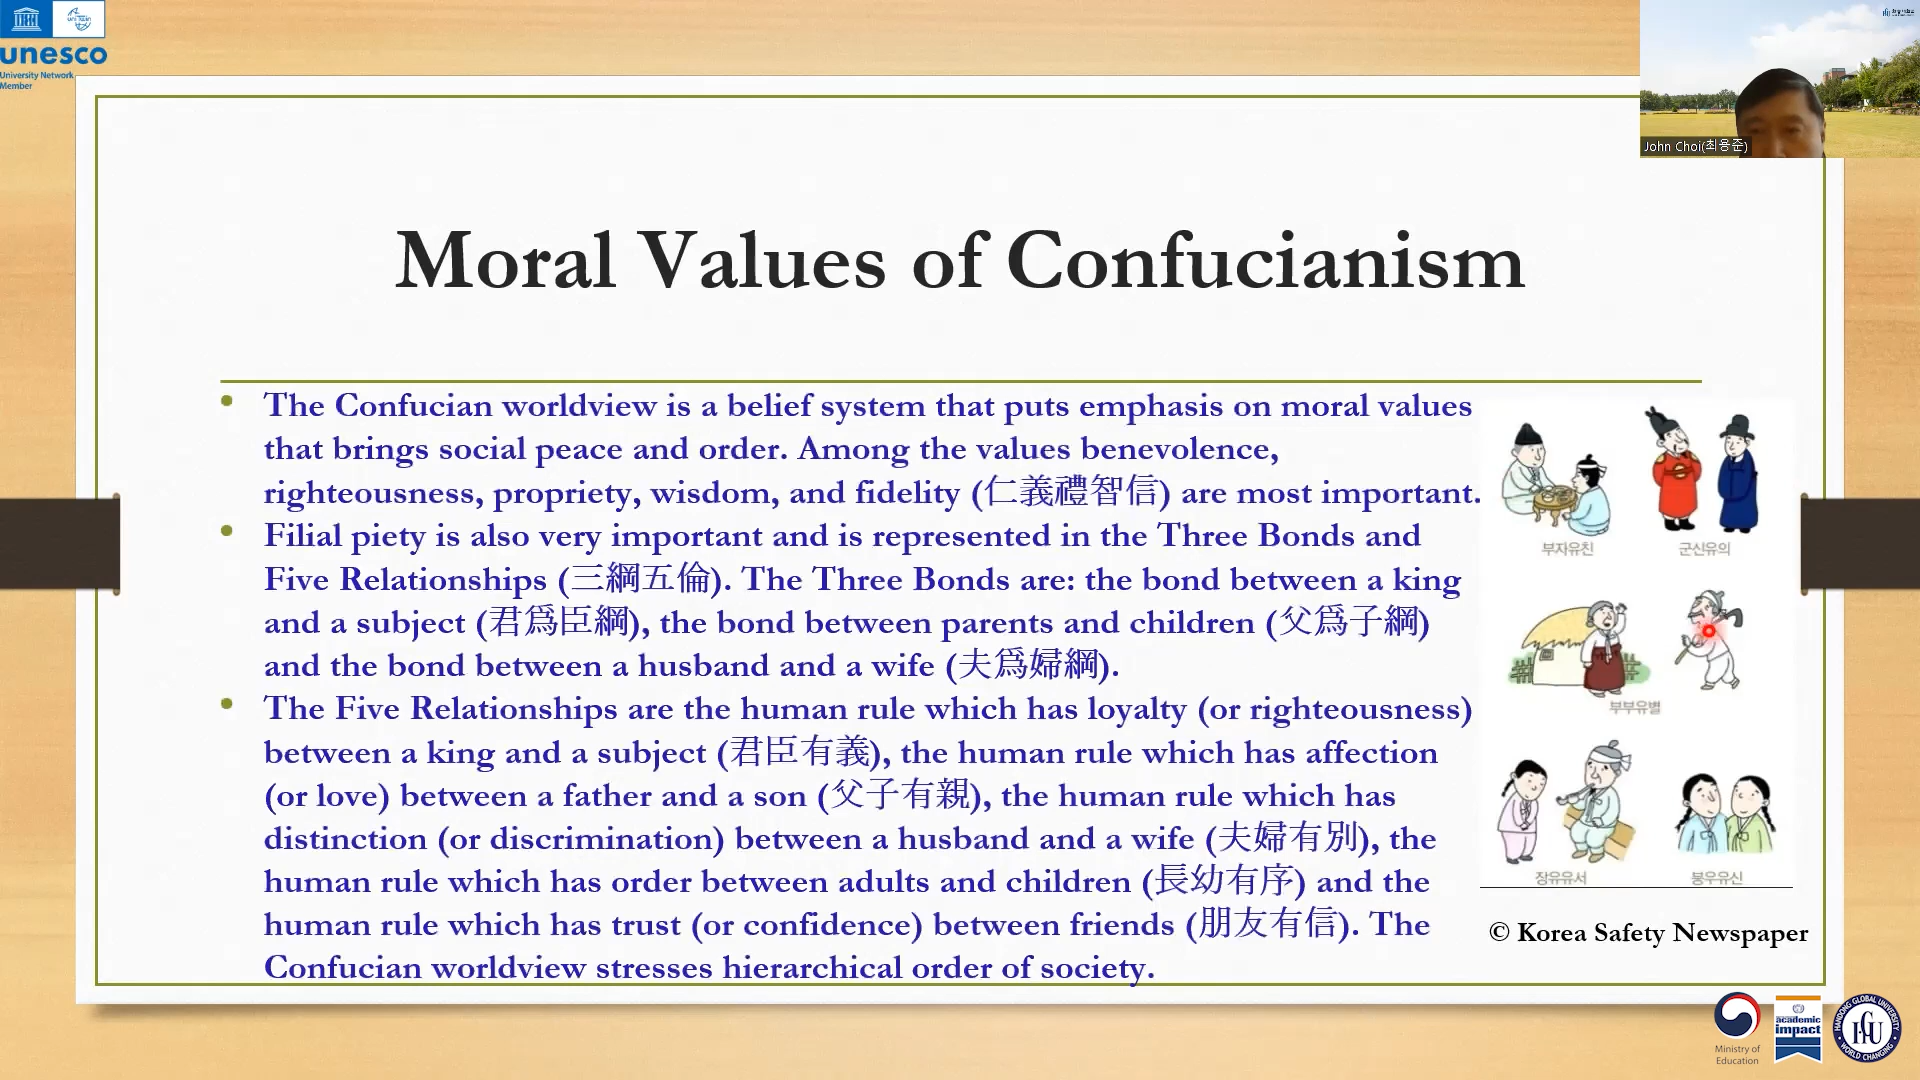 unesco
University Network
Member
John Choi(최용준)
Moral Values of Confucianism
• The Confucian worldview is a belief system that puts emphasis on moral values
that brings social peace and order. Among the values benevolence,
righteousness, propriety, wisdom, and fidelity (仁義禮智信) are most important.
• Filial piety is also very important and is represented in the Three Bonds and
Five Relationships (三綱五倫). The Three Bonds are: the bond between a king
and a subject (君爲臣綱), the bond between parents and children (父爲子綱)
and the bond between a husband and a wife (夫爲婦綱).
• The Five Relationships are the human rule which has loyalty (or righteousness)
between a king and a subject (君臣有義), the human rule which has affection
(or love) between a father and a son (父子有親), the human rule which has
distinction (or discrimination) between a husband and a wife (夫婦有別), the
human rule which has order between adults and children (長幼有序) and the
human rule which has trust (or confidence) between friends (朋友有信). The
Confucian worldview stresses hierarchical order of society.
부자유친
군신유의
부부유별
장유유서
붕우유신
© Korea Safety Newspaper
Ministry of
Education
academic
impact
HANDONG GLOBAL UNIVERSITY
WORLD CHANGING